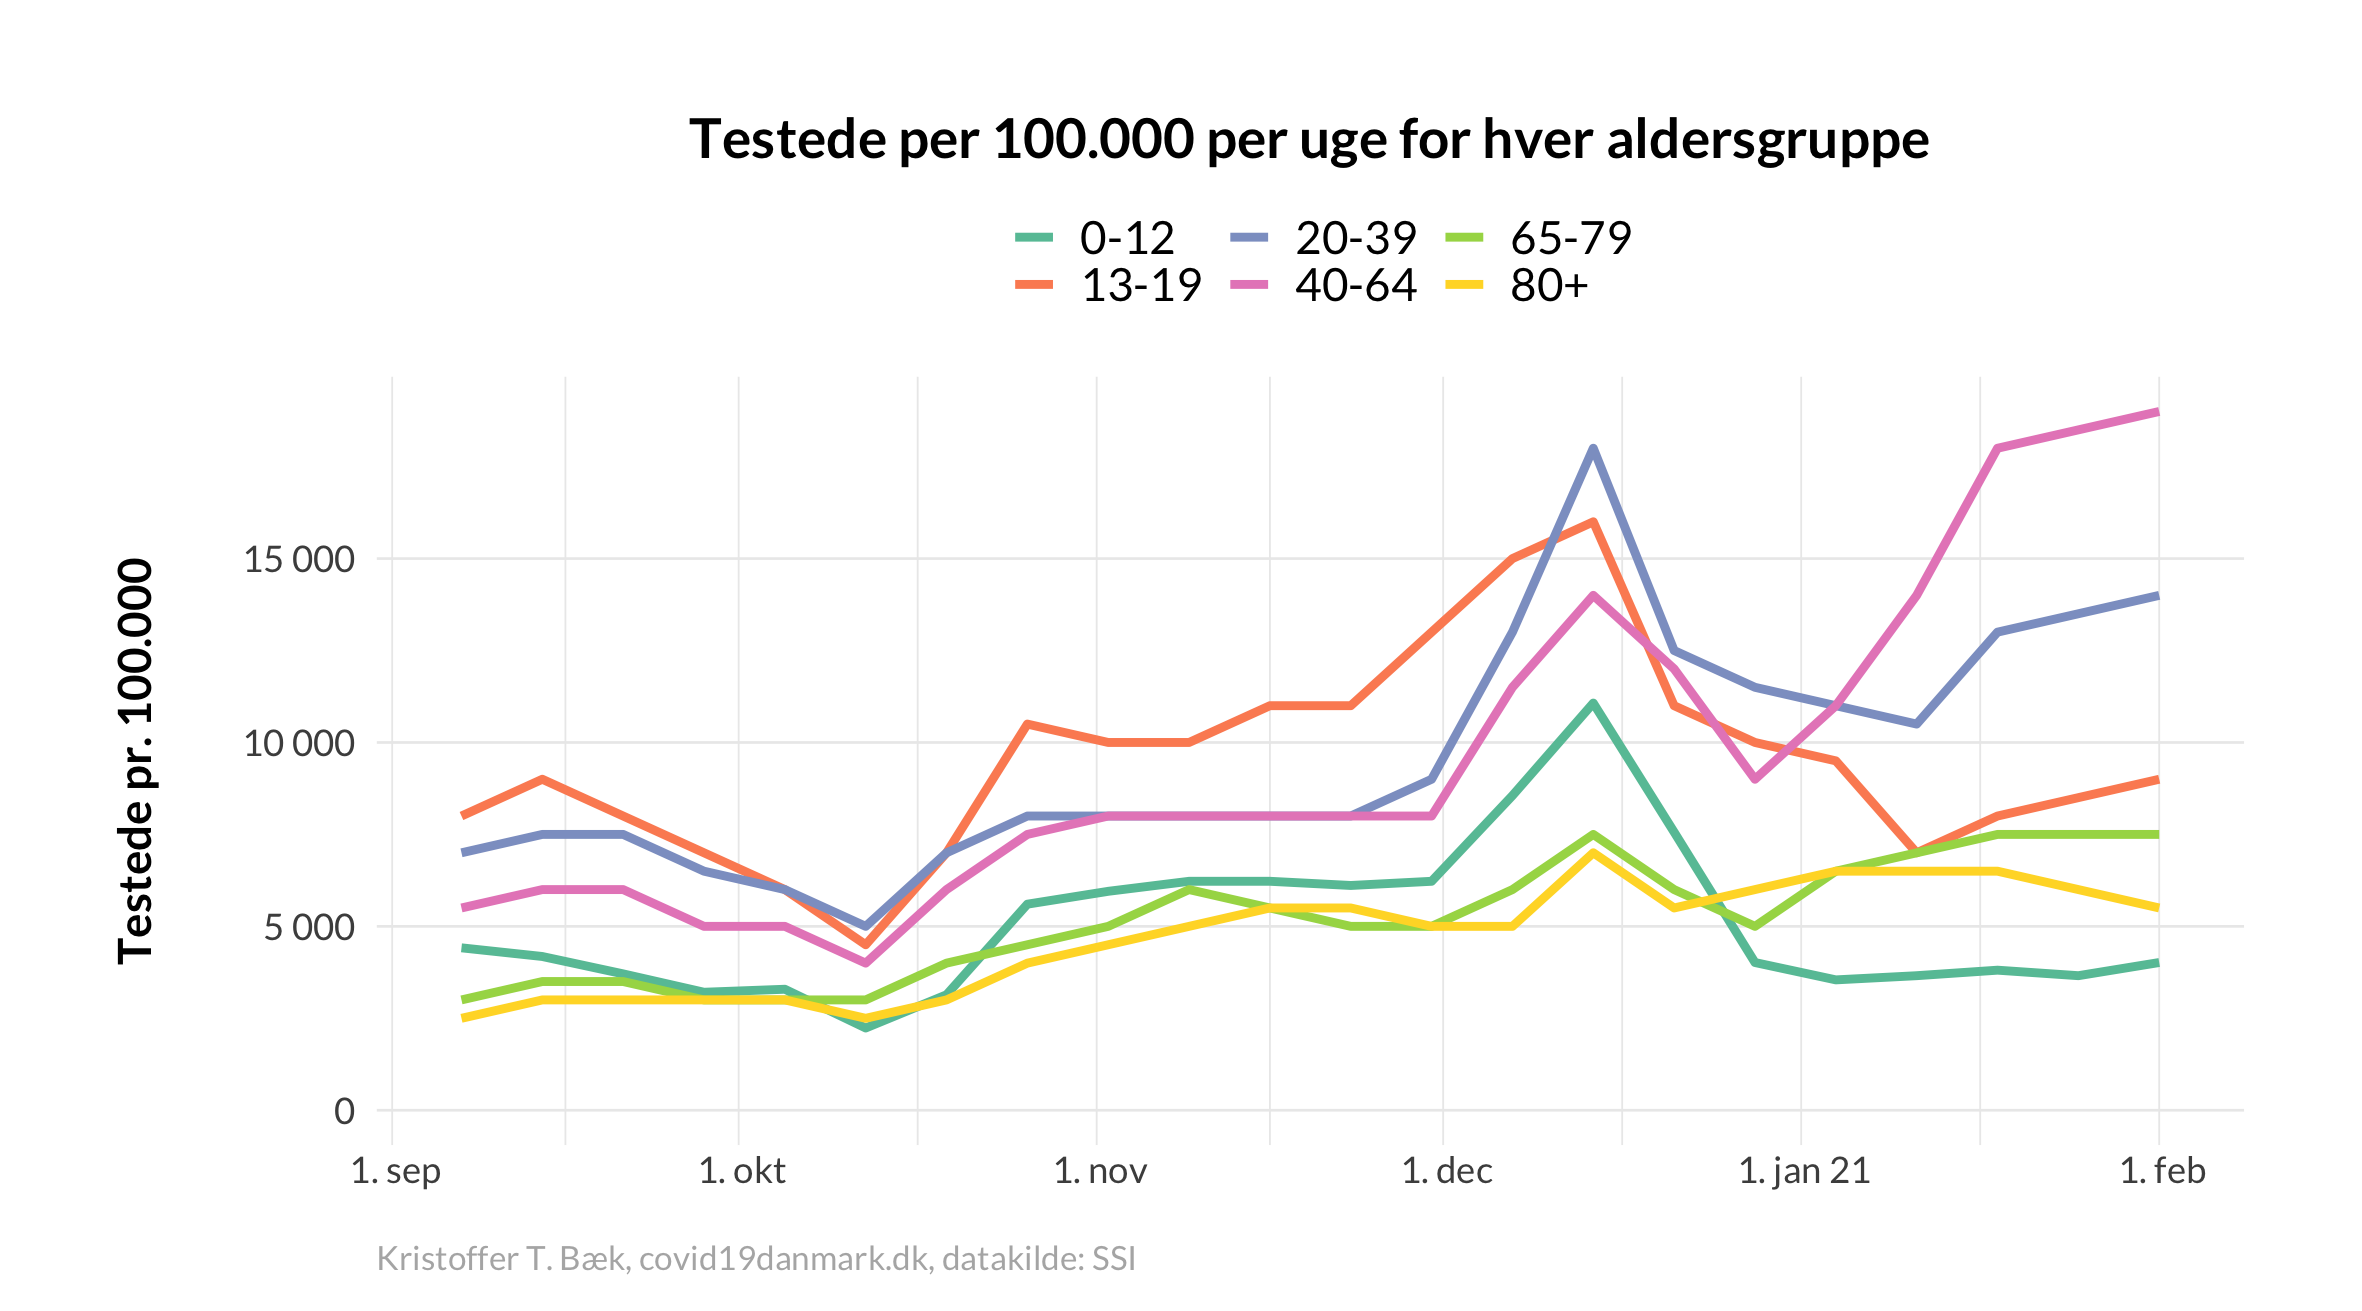 Testede per 100.000 per uge for hver aldersgruppe
0-12 20-39 65-79
13-19 40-64 80+
Testede pr. 100.000
15 000
10 000
5 000
0
1. sep 1. okt 1. nov 1. dec 1. jan 21 1. feb
Kristoffer T. Bæk, covid19danmark.dk, datakilde: SSI